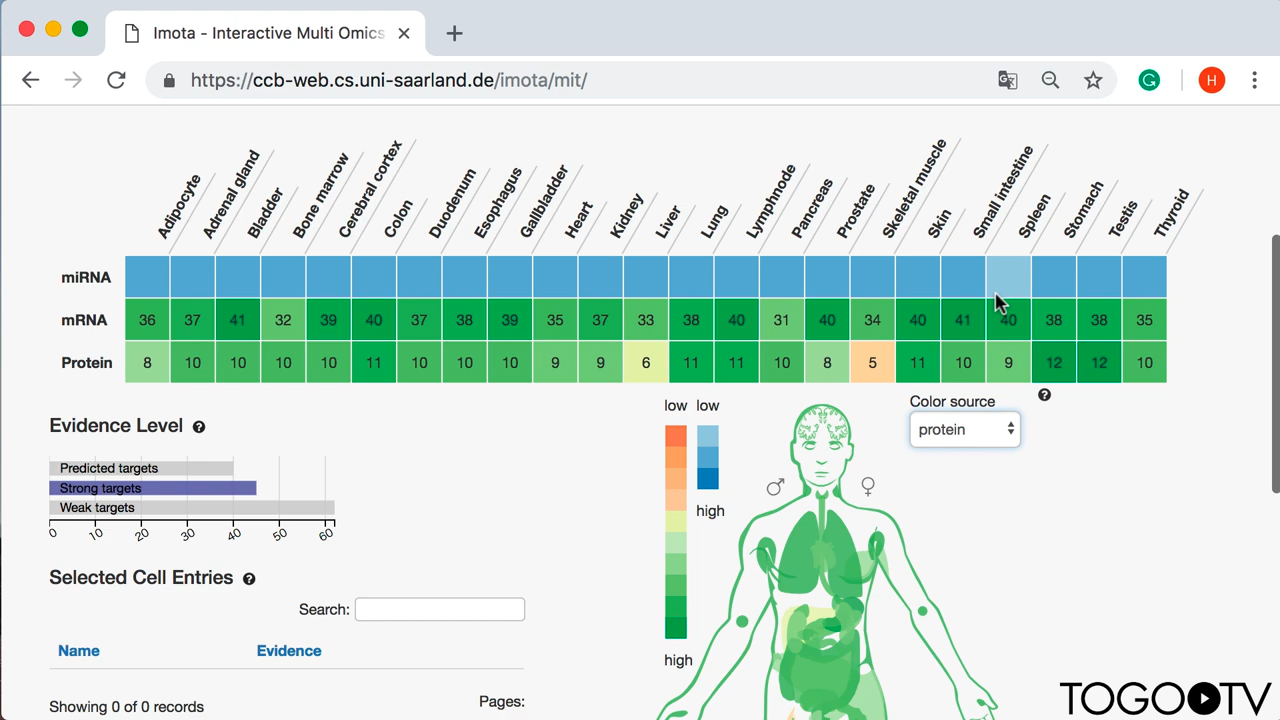 Imota - Interactive Multi Omics
https://ccb-web.cs.uni-saarland.de/imota/mit/
H
Adipocyte
Adrenal gland
Bladder
Bone marrow
Cerebral cortex
Colon
Duodenum
Esophagus
Gallbladder
Heart
Kidney
Liver
Lung
Lymphnode
Pancreas
Prostate
Skeletal muscle
Skin
Small intestine
Spleen
Stomach
Testis
Thyroid
miRNA
mRNA 36 37 41 32 39 40 37 38 39 35 37 33 38 40 31 40 34 40 41 40 38 38 35
Protein 8 10 10 10 10 11 10 10 10 9 9 6 11 11 10 8 5 11 10 9 12 12 10
Evidence Level ?
Predicted targets
Strong targets
Weak targets
0 10 20 30 40 50 60
Selected Cell Entries ?
Search:
Name Evidence
Showing 0 of 0 records
Pages:
low low
high
high
♂ ♀
Color source ?
protein
TOGO TV